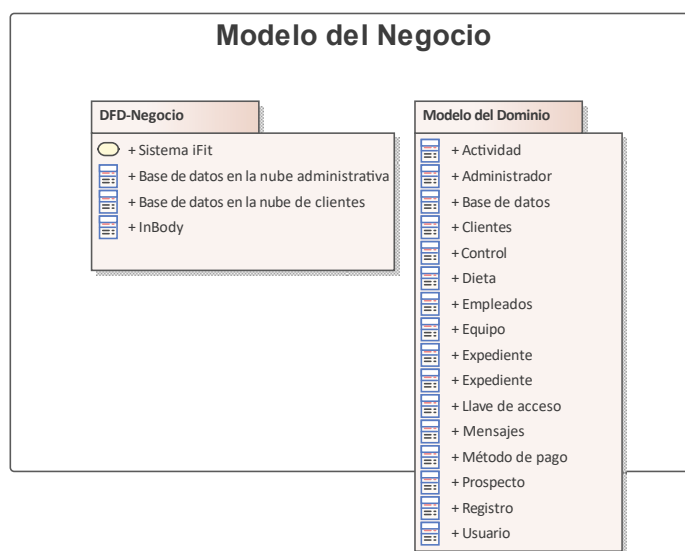 Modelo del Negocio
DFD-Negocio
+ Sistema iFit
+ Base de datos en la nube administrativa
+ Base de datos en la nube de clientes
+ InBody
Modelo del Dominio
+ Actividad
+ Administrador
+ Base de datos
+ Clientes
+ Control
+ Dieta
+ Empleados
+ Equipo
+ Expediente
+ Expediente
+ Llave de acceso
+ Mensajes
+ Método de pago
+ Prospecto
+ Registro
+ Usuario